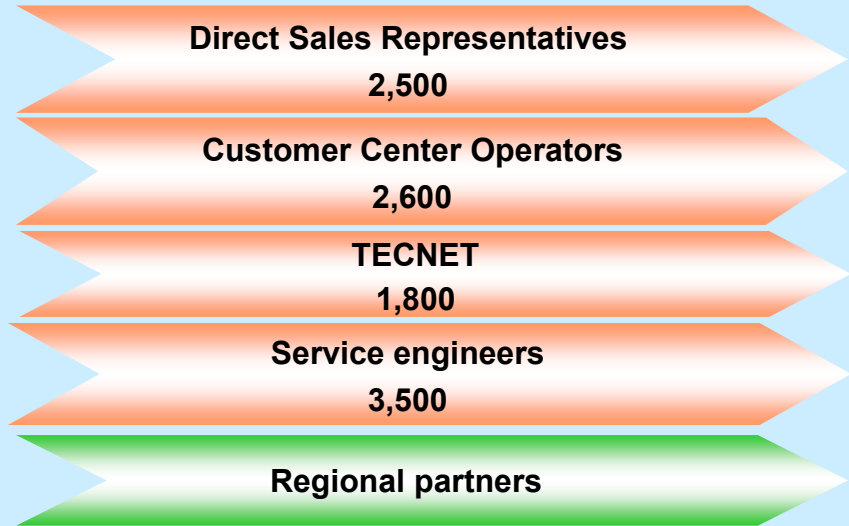 Direct Sales Representatives
2,500
Customer Center Operators
2,600
TECNET
1,800
Service engineers
3,500
Regional partners